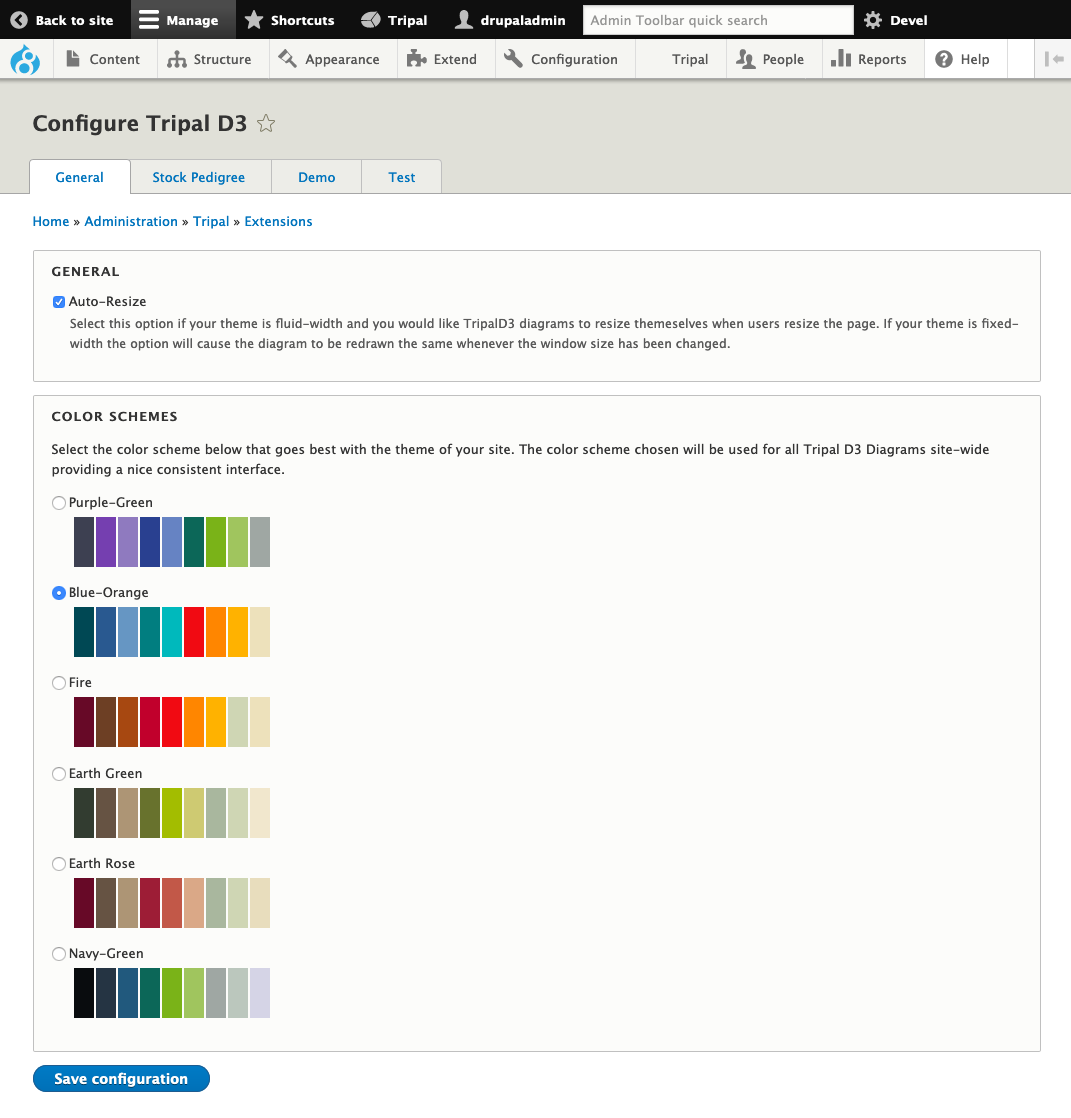 Back to site Manage Shortcuts Tripal drupaladmin Admin Toolbar quick search Devel
Content Structure Appearance Extend Configuration Tripal People Reports Help
Configure Tripal D3
General Stock Pedigree Demo Test
Home » Administration » Tripal » Extensions
GENERAL
Auto-Resize
Select this option if your theme is fluid-width and you would like TripalD3 diagrams to resize themeselves when users resize the page. If your theme is fixed-
width the option will cause the diagram to be redrawn the same whenever the window size has been changed.
COLOR SCHEMES
Select the color scheme below that goes best with the theme of your site. The color scheme chosen will be used for all Tripal D3 Diagrams site-wide
providing a nice consistent interface.
Purple-Green
Blue-Orange
Fire
Earth Green
Earth Rose
Navy-Green
Save configuration